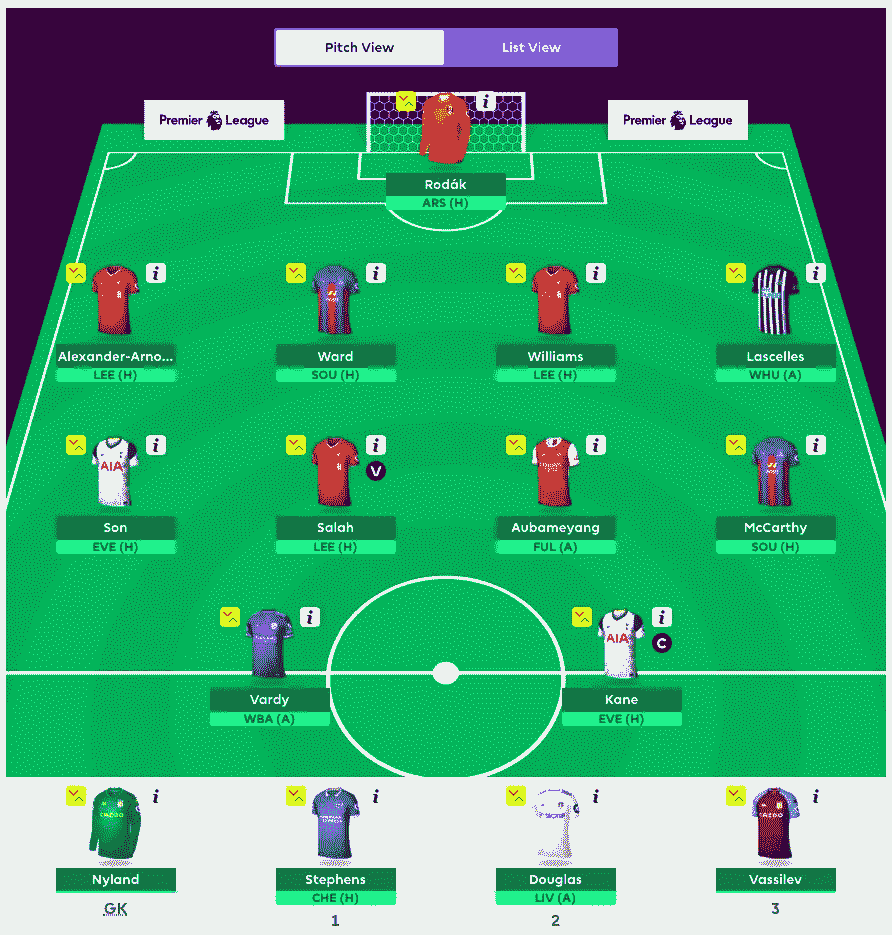 Pitch View List View
Premier League Premier League
Rodák
ARS (H)
Alexander-Arno... Ward Williams Lascelles
LEE (H) SOU (H) LEE (H) WHU (A)
V
Son Salah Aubameyang McCarthy
EVE (H) LEE (H) FUL (A) SOU (H)
AIA
AIA
C
Vardy Kane
WBA (A) EVE (H)
Nyland Stephens Douglas Vassilev
CHE (H) LIV (A)
GK 1 2 3